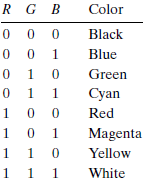 R G B Color
0 0 0 Black
0 0 1 Blue
0 1 0 Green
0 1 1 Cyan
1 0 0 Red
1 0 1 Magenta
1 1 0 Yellow
1 1 1 White